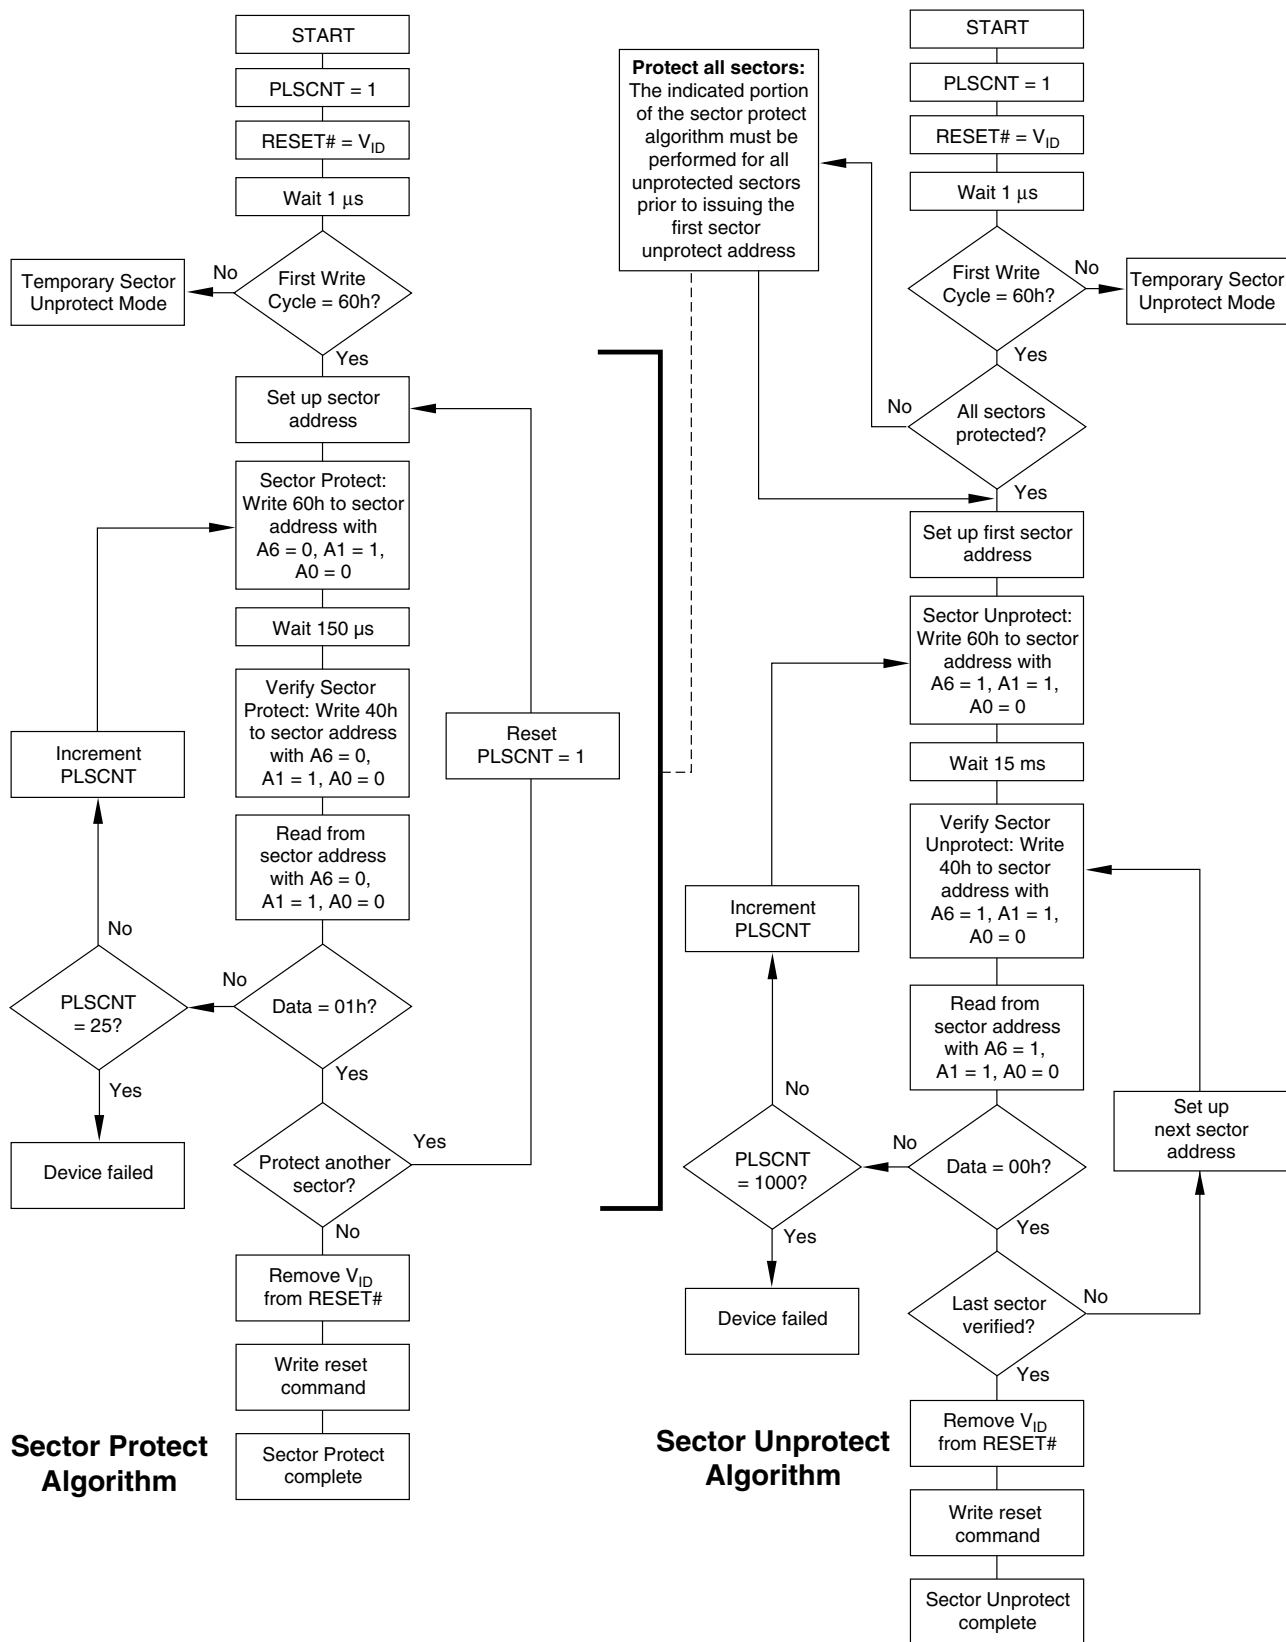 START
PLSCNT = 1
RESET# = VID
Wait 1 μs
First Write
Cycle = 60h?
No
Temporary Sector
Unprotect Mode
Yes
Set up sector
address
Sector Protect:
Write 60h to sector
address with
A6 = 0, A1 = 1,
A0 = 0
Wait 150 µs
Verify Sector
Protect: Write 40h
to sector address
with A6 = 0,
A1 = 1, A0 = 0
Reset
PLSCNT = 1
Increment
PLSCNT
Read from
sector address
with A6 = 0,
A1 = 1, A0 = 0
No
No
PLSCNT
= 25?
Data = 01h?
Yes
Yes
Device failed
Protect another
sector?
Yes
No
Remove VID
from RESET#
Write reset
command
Sector Protect
complete
Sector Protect
Algorithm
Protect all sectors:
The indicated portion
of the sector protect
algorithm must be
performed for all
unprotected sectors
prior to issuing the
first sector
unprotect address
START
PLSCNT = 1
RESET# = VID
Wait 1 μs
First Write
Cycle = 60h?
No
Temporary Sector
Unprotect Mode
Yes
No
All sectors
protected?
Yes
Set up first sector
address
Sector Unprotect:
Write 60h to sector
address with
A6 = 1, A1 = 1,
A0 = 0
Wait 15 ms
Verify Sector
Unprotect: Write
40h to sector
address with
A6 = 1, A1 = 1,
A0 = 0
Increment
PLSCNT
Read from
sector address
with A6 = 1,
A1 = 1, A0 = 0
No
No
PLSCNT
= 1000?
Data = 00h?
Set up
next sector
address
Yes
Yes
Device failed
Last sector
verified?
No
Yes
Remove VID
from RESET#
Write reset
command
Sector Unprotect
complete
Sector Unprotect
Algorithm